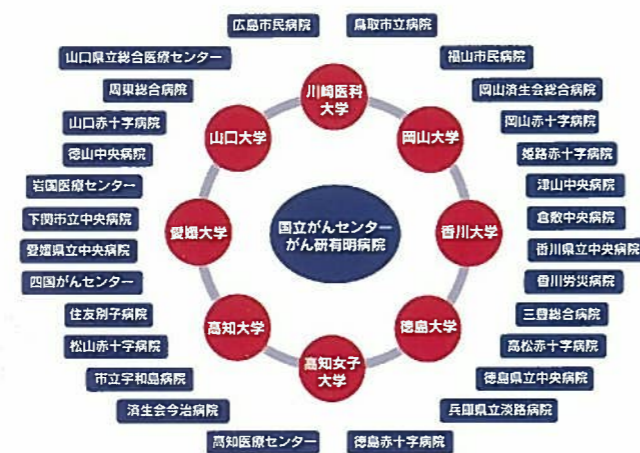 広島市民病院
鳥取市立病院
山口県立総合医療センター
福山市民病院
周東総合病院
川崎医科
大学
岡山済生会総合病院
山口赤十字病院
山口大学
岡山大学
岡山赤十字病院
徳山中央病院
姫路赤十字病院
岩国医療センター
津山中央病院
下関市立中央病院
愛媛大学
国立がんセンター
がん研有明病院
香川大学
倉敷中央病院
愛媛県立中央病院
香川県立中央病院
四国がんセンター
香川労災病院
住友別子病院
高知大学
徳島大学
三豊総合病院
松山赤十字病院
高松赤十字病院
高知女子
大学
市立宇和島病院
徳島県立中央病院
済生会今治病院
兵庫県立淡路病院
高知医療センター
徳島赤十字病院